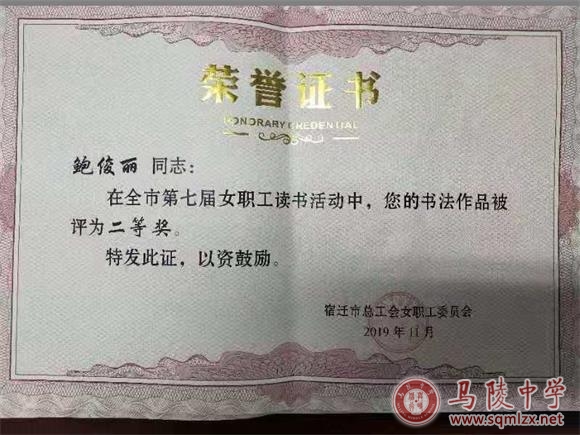 荣誉证书
HONORARY CREDENTIAL
鲍俊丽 同志：
在全市第七届女职工读书活动中，您的书法作品被
评为二等奖。
特发此证，以资鼓励。
宿迁市总工会女职工委员会
2019年11月
马陵中学
www.sqmlzx.net